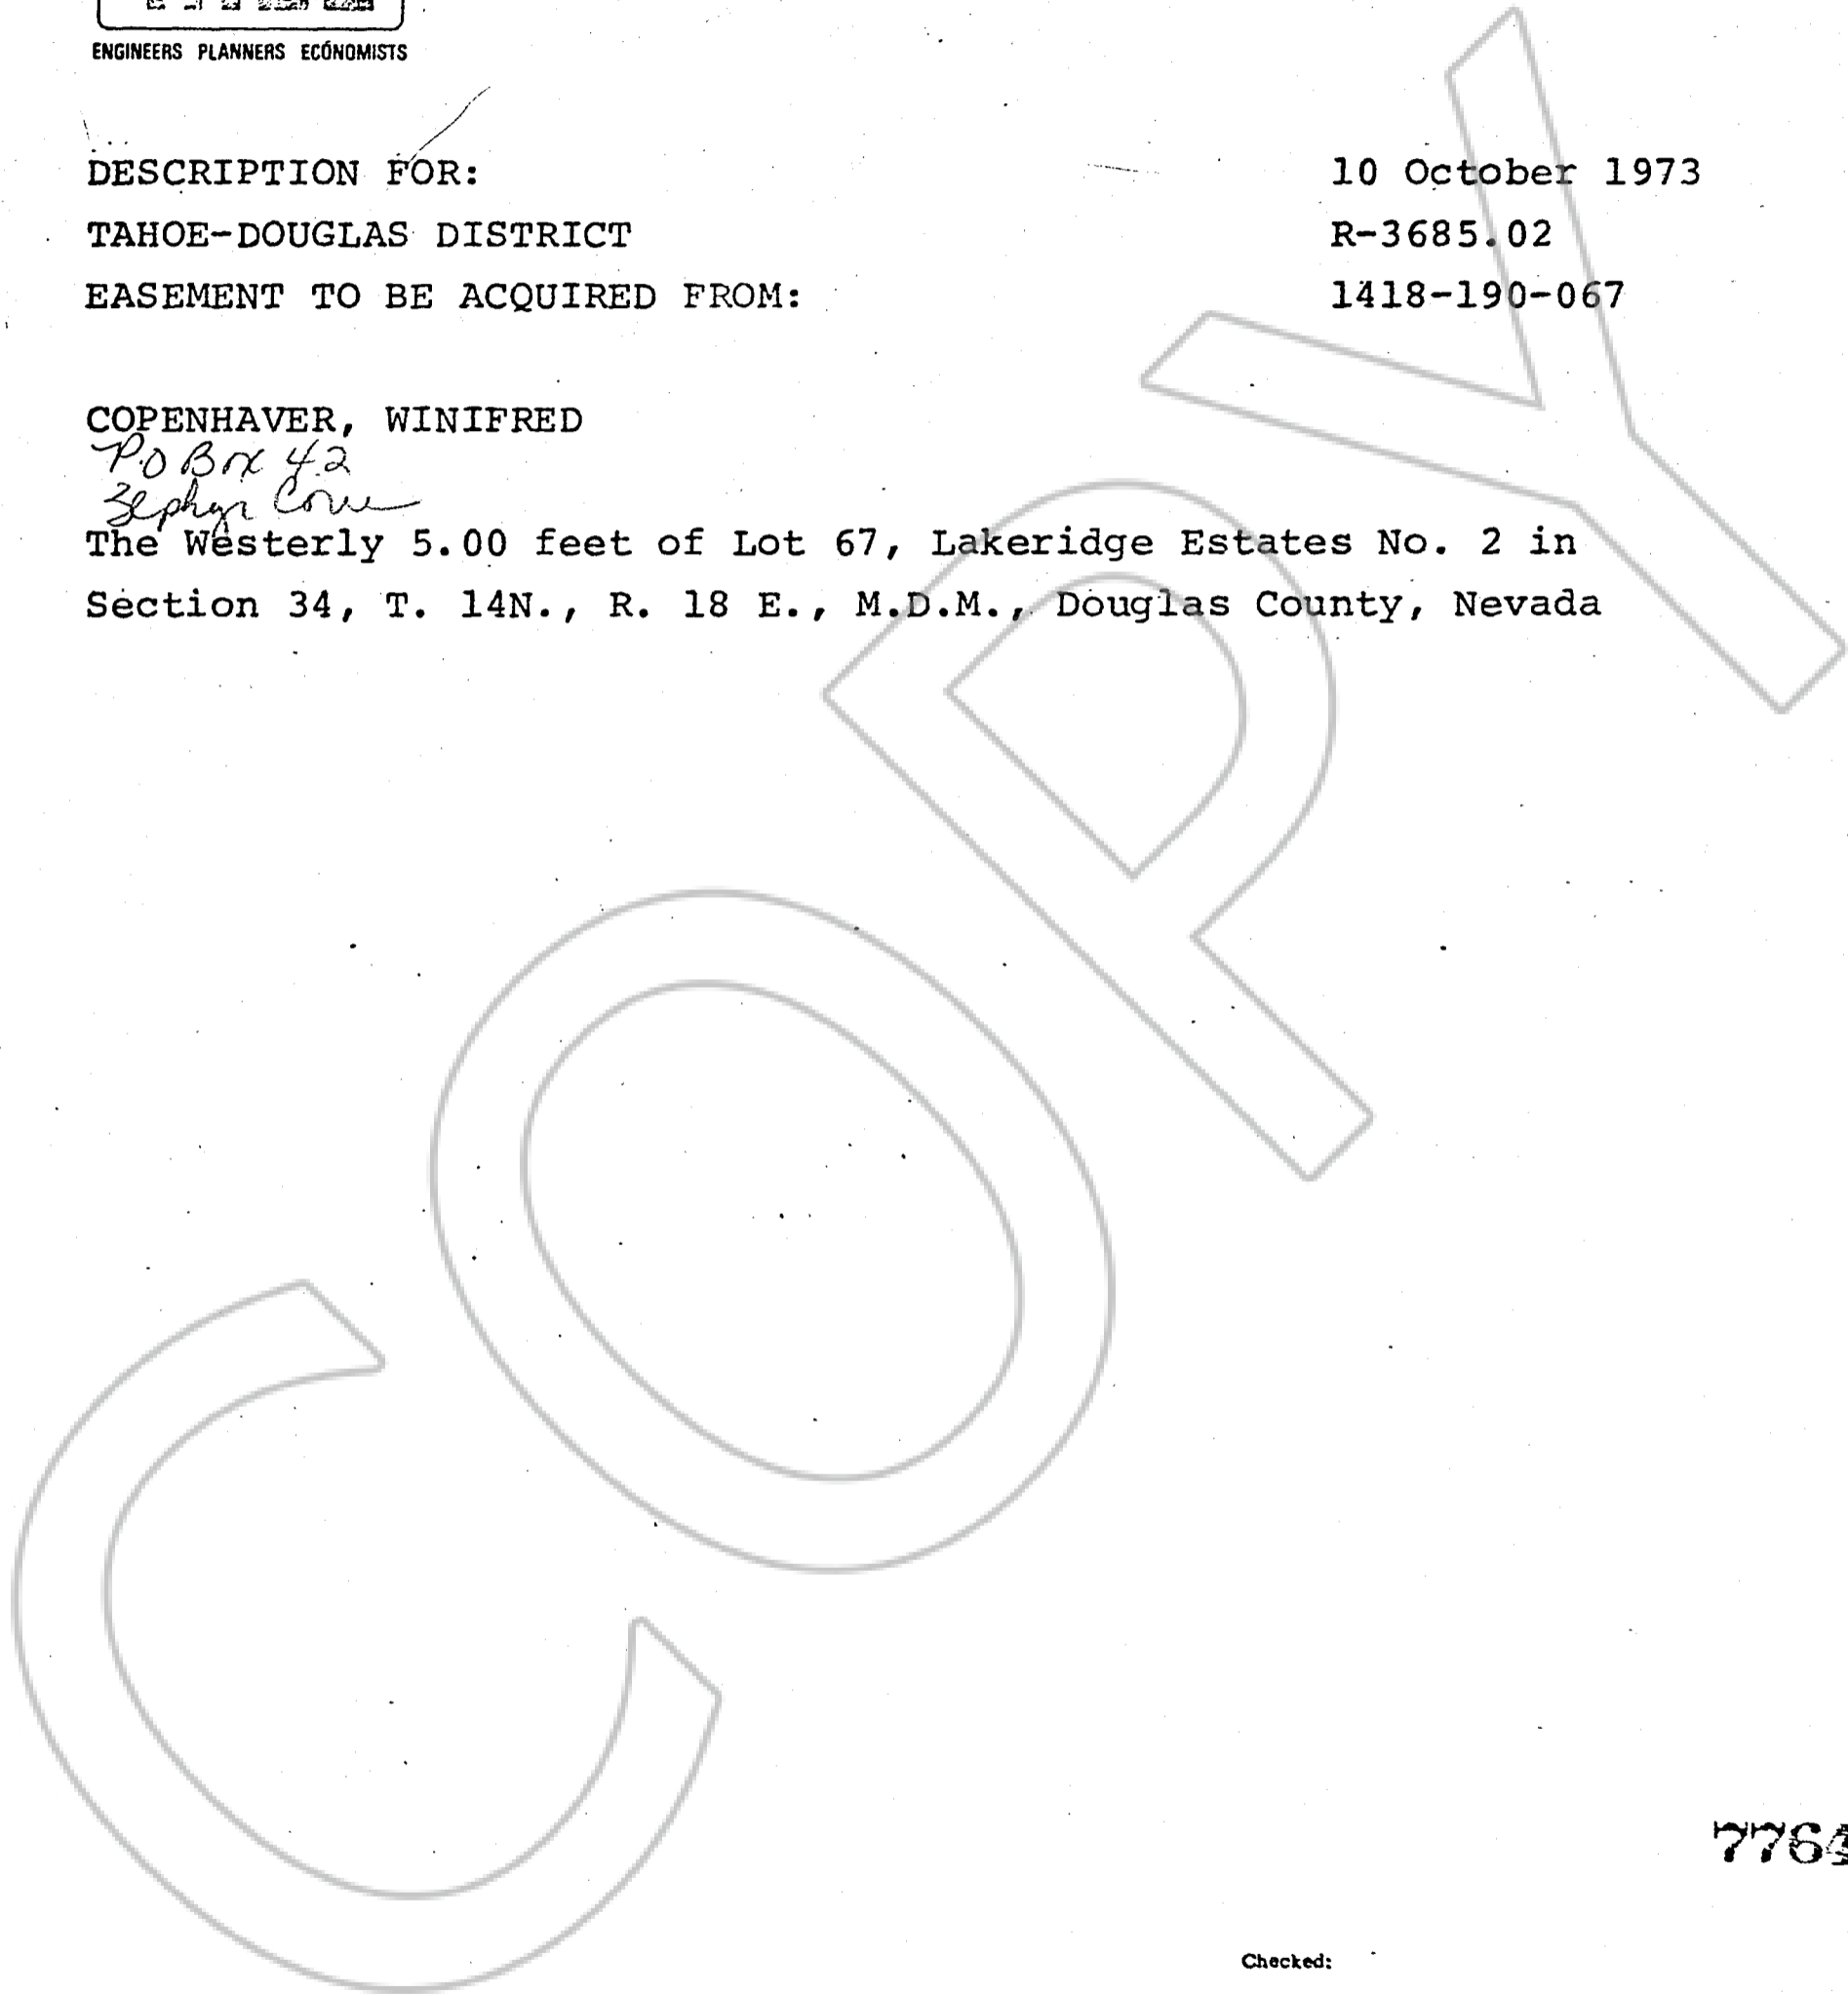 ENGINEERS PLANNERS ECONOMISTS
DESCRIPTION FOR: 10 October 1973
TAHOE-DOUGLAS DISTRICT R-3685.02
EASEMENT TO BE ACQUIRED FROM: 1418-190-067
COPENHAVER, WINIFRED
P.O Box 42
Zephyr Cove
The Westerly 5.00 feet of Lot 67, Lakeridge Estates No. 2 in
Section 34, T. 14N., R. 18 E., M.D.M., Douglas County, Nevada
COPY
Checked: